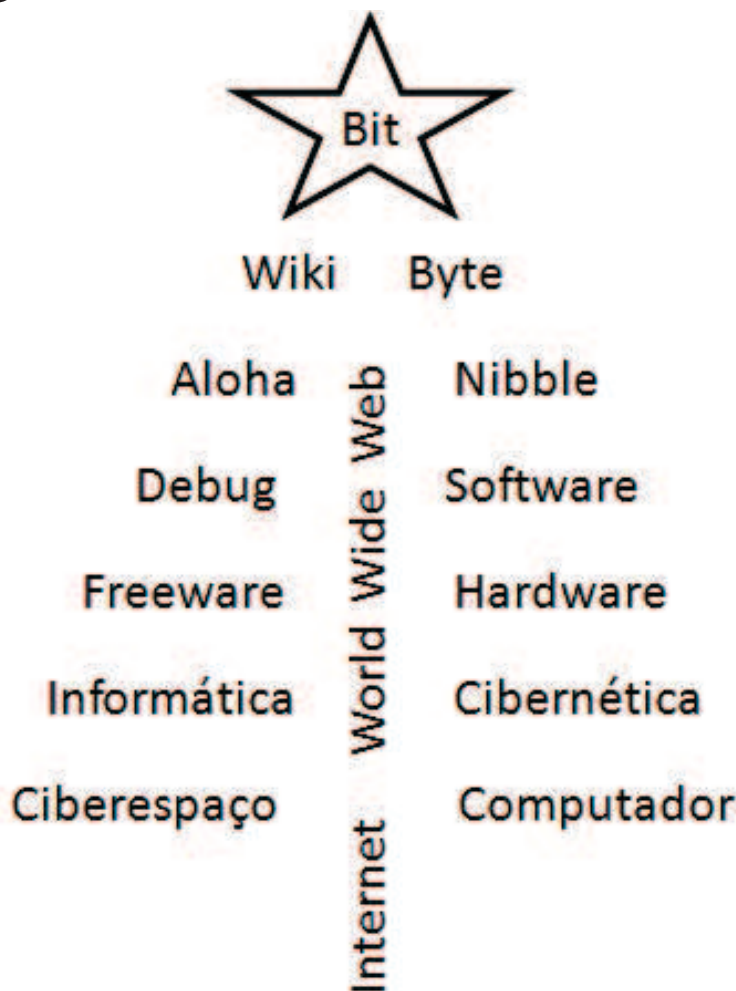 Bit
Wiki Byte
Aloha Nibble
Debug Software
Freeware Hardware
Informática Cibernética
Ciberespaço Computador
Internet World Wide Web